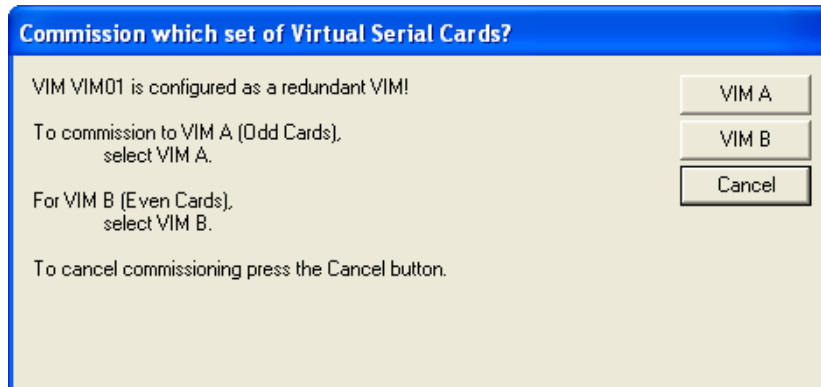 Commission which set of Virtual Serial Cards?
VIM VIM01 is configured as a redundant VIM!
VIM A
To commission to VIM A (Odd Cards),
select VIM A.
VIM B
Cancel
For VIM B (Even Cards),
select VIM B.
To cancel commissioning press the Cancel button.